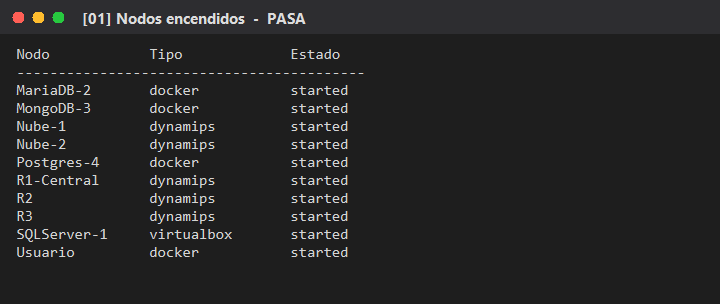 [01] Nodos encendidos - PASA
Nodo Tipo Estado
------------------------------------------
MariaDB-2 docker started
MongoDB-3 docker started
Nube-1 dynamips started
Nube-2 dynamips started
Postgres-4 docker started
R1-Central dynamips started
R2 dynamips started
R3 dynamips started
SQLServer-1 virtualbox started
Usuario docker started